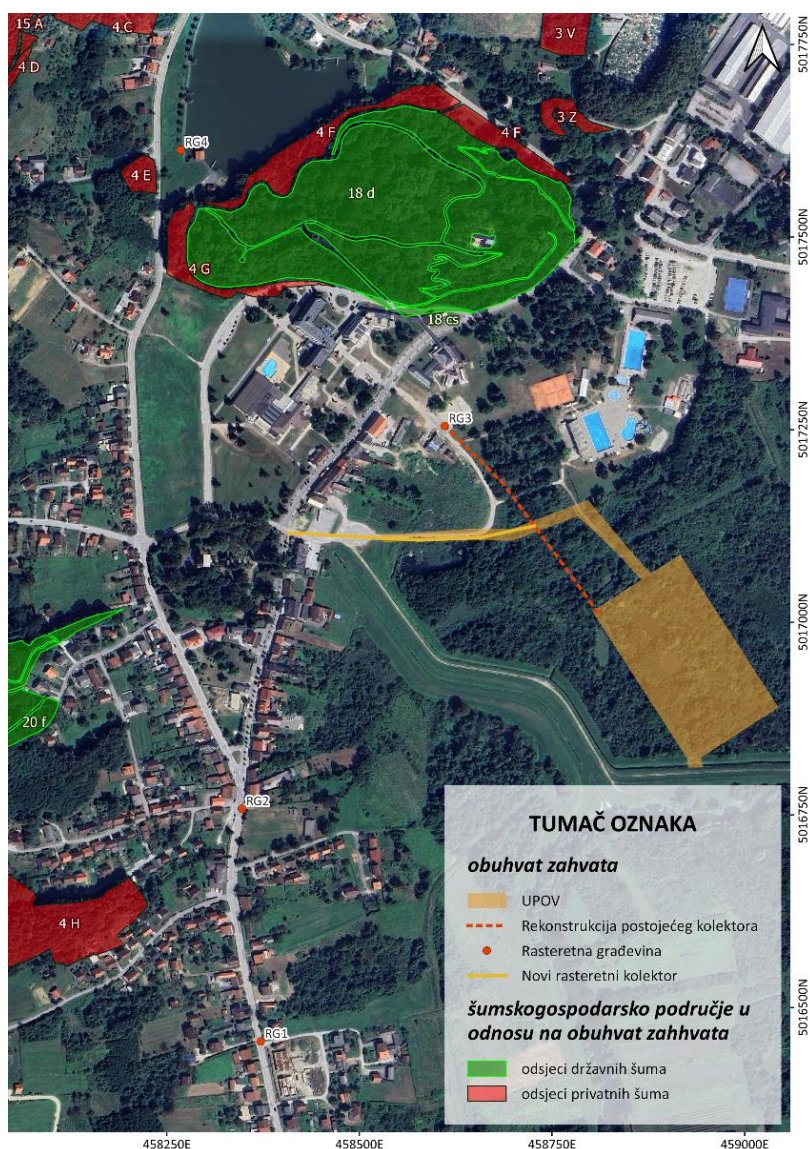 15 A
4 C
3 V
4 D
5017750N
RG4
4 F
4 F
3 Z
4 E
18 d
5017500N
4 G
18 cs
RG3
5017250N
5017000N
20 f
RG2
5016750N
TUMAČ OZNAKA
obuhvat zahvata
UPOV
Rekonstrukcija postojećeg kolektora
Rasteretna građevina
Novi rasteretni kolektor
4 H
5016500N
šumskogospodarsko područje u
odnosu na obuhvat zahhvata
RG1
odsjeci državnih šuma
odsjeci privatnih šuma
458250E
458500E
458750E
459000E